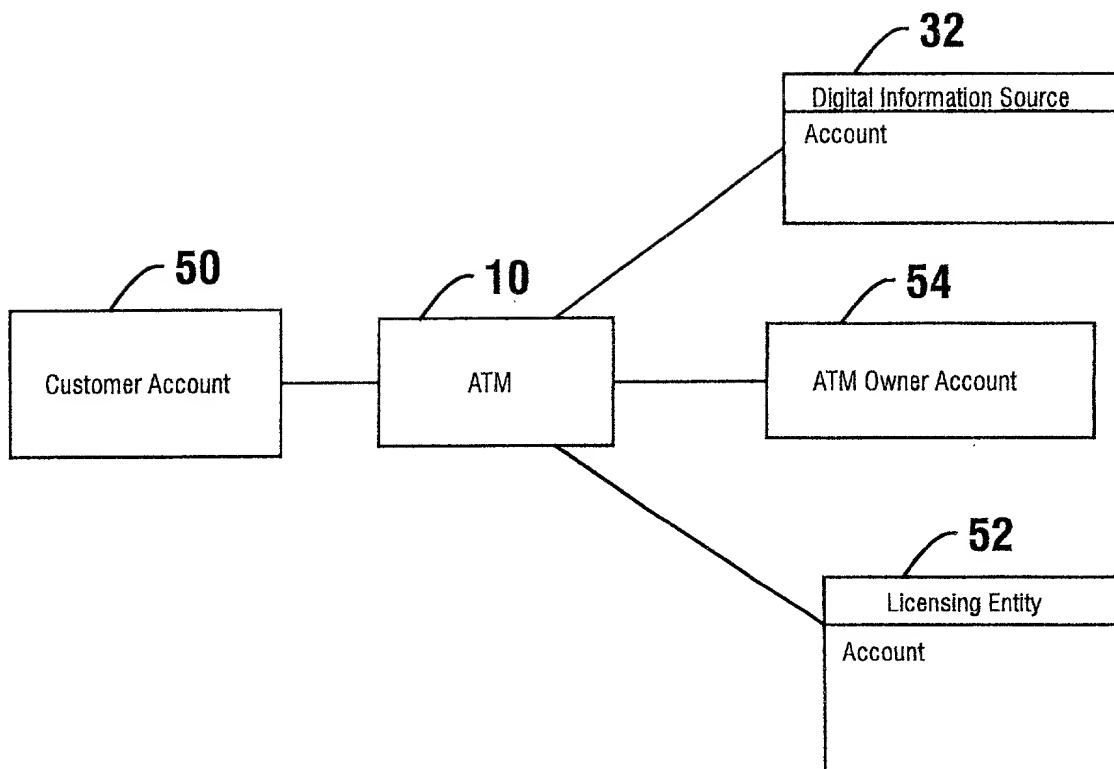 32
Digital Information Source
Account
50
10
54
Customer Account
ATM
ATM Owner Account
52
Licensing Entity
Account